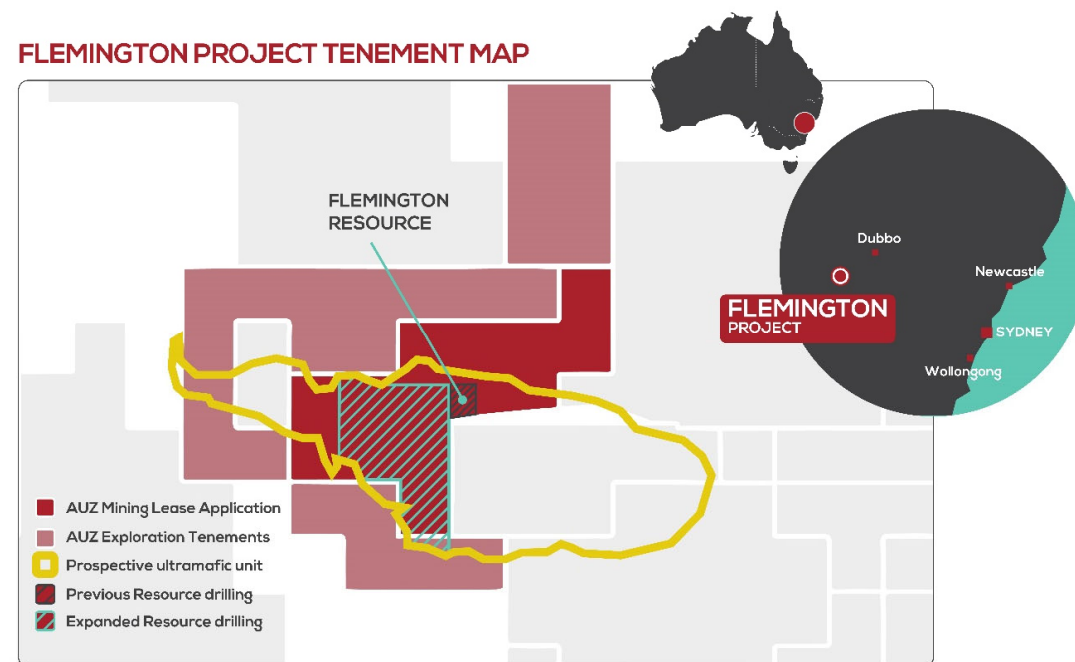 FLEMINGTON PROJECT TENEMENT MAP
FLEMINGTON
RESOURCE
Dubbo
Newcastle
FLEMINGTON
PROJECT
SYDNEY
Wollongong
AUZ Mining Lease Application
AUZ Exploration Tenements
Prospective ultramafic unit
Previous Resource drilling
Expanded Resource drilling